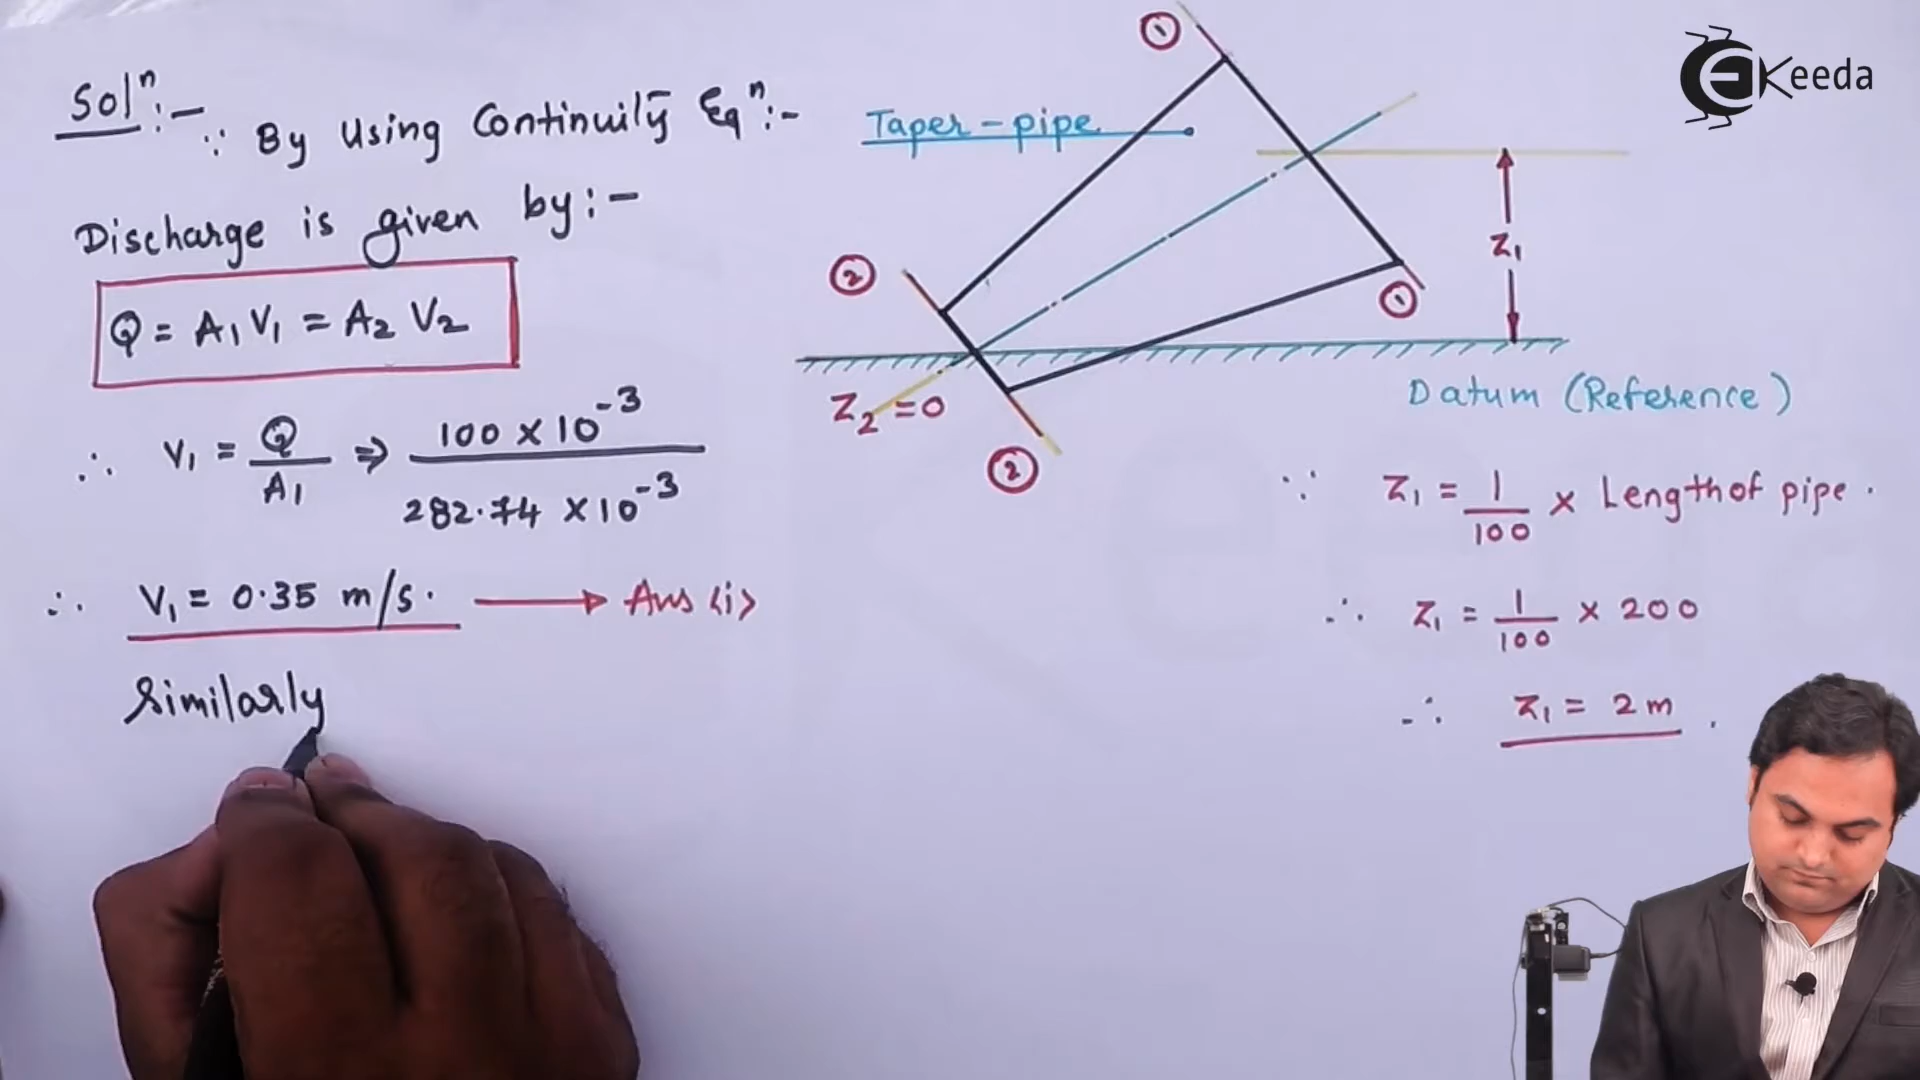 Solⁿ:-
∵ By Using Continuity Eqⁿ:-
Discharge is given by:-
Q = A₁ V₁ = A₂ V₂
∴ V₁ = Q/A₁ ⇒ 100 × 10⁻³ / 282.74 × 10⁻³
∴ V₁ = 0.35 m/s. → Ans (i)
Similarly
Taper-pipe
①
②
Z₁
①
Z₂ = 0
②
Datum (Reference)
∵ Z₁ = 1/100 × Length of pipe.
∴ Z₁ = 1/100 × 200
∴ Z₁ = 2 m.
EKeeda